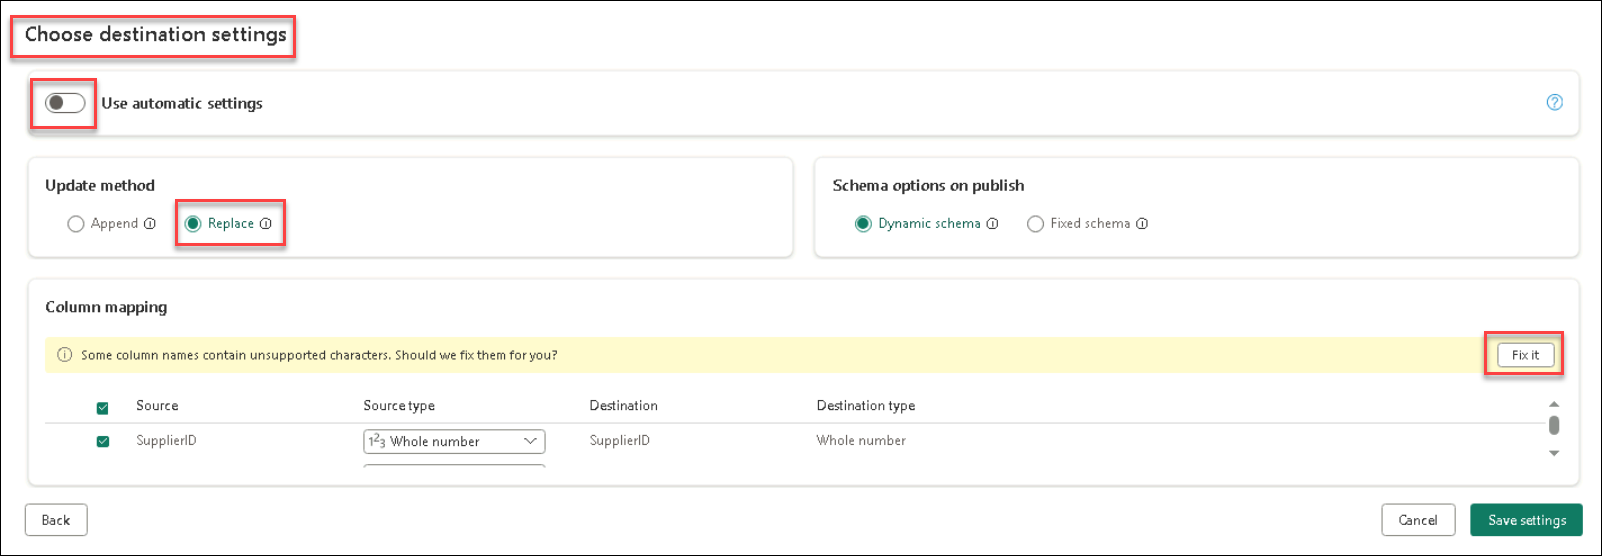 Choose destination settings
Use automatic settings
Update method
Append
Replace
Schema options on publish
Dynamic schema
Fixed schema
Column mapping
Some column names contain unsupported characters. Should we fix them for you?
Fix it
Source Source type Destination Destination type
SupplierID 123 Whole number SupplierID Whole number
Back
Cancel
Save settings